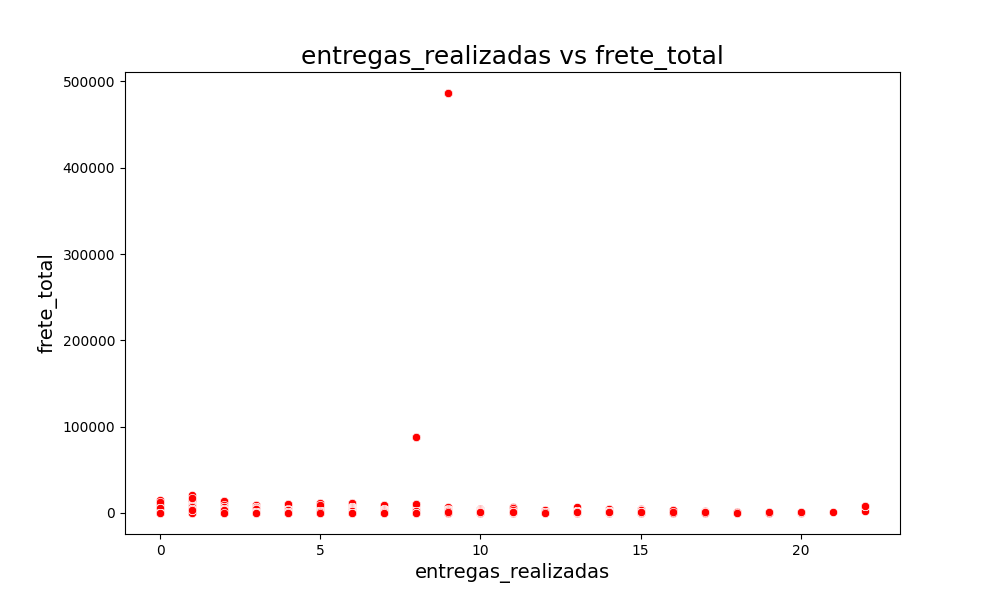 entregas_realizadas vs frete_total
500000
400000
300000
200000
100000
0
frete_total
0 5 10 15 20
entregas_realizadas